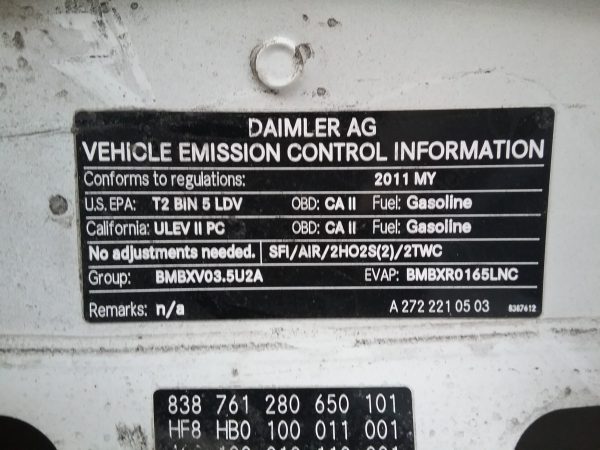 DAIMLER AG
VEHICLE EMISSION CONTROL INFORMATION
Conforms to regulations: 2011 MY
U.S. EPA: T2 BIN 5 LDV OBD: CA II Fuel: Gasoline
California: ULEV II PC OBD: CA II Fuel: Gasoline
No adjustments needed. SFI/AIR/2HO2S(2)/2TWC
Group: BMBXV03.5U2A EVAP: BMBXR0165LNC
Remarks: n/a A 272 221 05 03 8387612
838 761 280 650 101
HF8 HB0 100 011 001